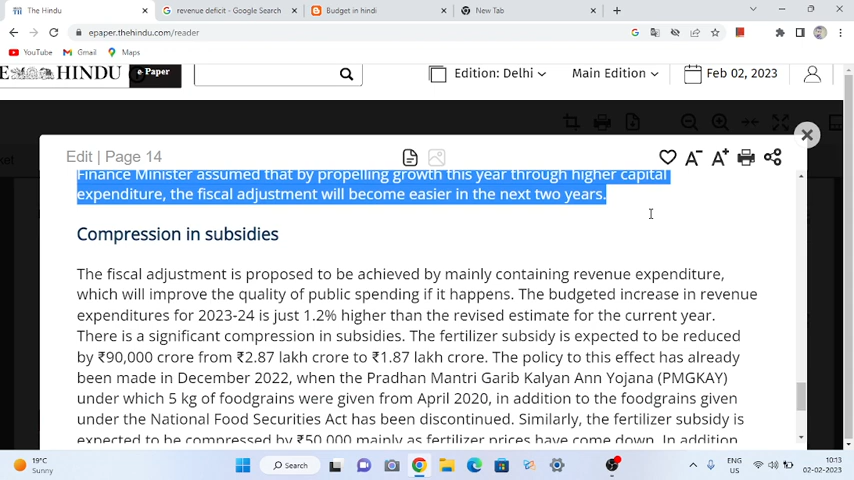 The Hindu
revenue deficit - Google Search
Budget in hindi
New Tab
epaper.thehindu.com/reader
YouTube
Gmail
Maps
HINDU
e Paper
Edition: Delhi
Main Edition
Feb 02, 2023
Edit | Page 14
A-
A+
Finance Minister assumed that by propelling growth this year through higher capital
expenditure, the fiscal adjustment will become easier in the next two years.
Compression in subsidies
The fiscal adjustment is proposed to be achieved by mainly containing revenue expenditure,
which will improve the quality of public spending if it happens. The budgeted increase in revenue
expenditures for 2023-24 is just 1.2% higher than the revised estimate for the current year.
There is a significant compression in subsidies. The fertilizer subsidy is expected to be reduced
by ₹90,000 crore from ₹2.87 lakh crore to ₹1.87 lakh crore. The policy to this effect has already
been made in December 2022, when the Pradhan Mantri Garib Kalyan Ann Yojana (PMGKAY)
under which 5 kg of foodgrains were given from April 2020, in addition to the foodgrains given
under the National Food Securities Act has been discontinued. Similarly, the fertilizer subsidy is
expected to be compressed by ₹50,000 mainly as fertilizer prices have come down. In addition
19°C
Sunny
Search
ENG
US
10:13
02-02-2023